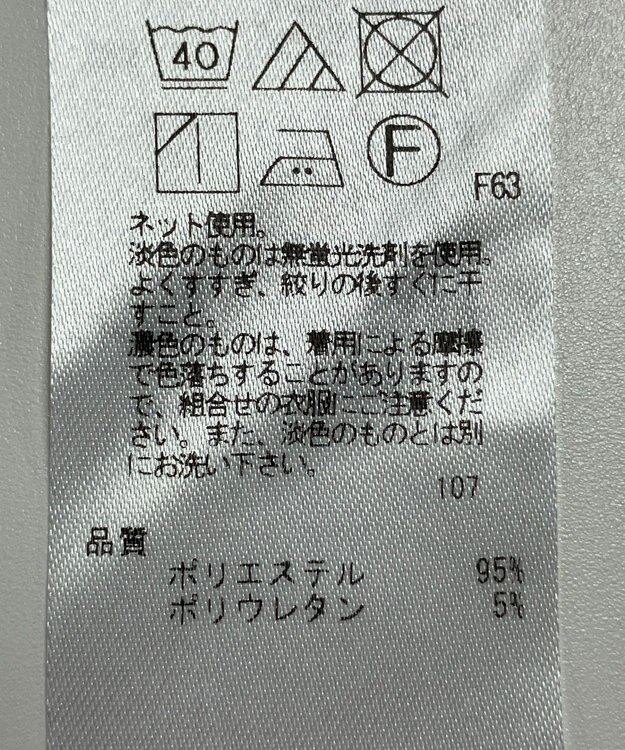 40
F
F63
ネット使用。
淡色のものは無蛍光洗剤を使用。
よくすすぎ、絞りの後すぐに干
すこと。
濃色のものは、着用による摩擦
で色落ちすることがありますの
で、組合せの衣服にご注意くだ
さい。また、淡色のものとは別
にお洗い下さい。
107
品質
ポリエステル 95%
ポリウレタン 5%